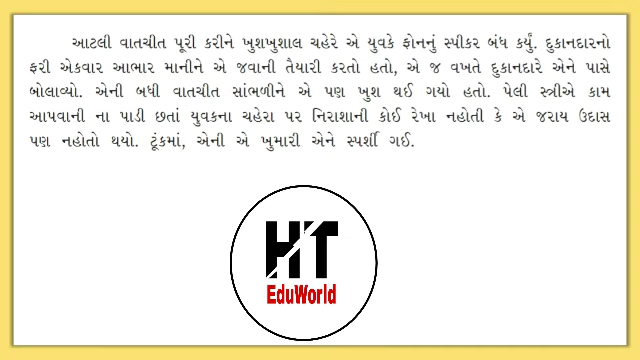 આટલી વાતચીત પૂરી કરીને ખુશખુશાલ ચહેરે એ યુવકે ફોનનું સ્પીકર બંધ કર્યું. દુકાનદારનો
ફરી એકવાર આભાર માનીને એ જવાની તૈયારી કરતો હતો, એ જ વખતે દુકાનદારે એને પાસે
બોલાવ્યો. એની બધી વાતચીત સાંભળીને એ પણ ખુશ થઈ ગયો હતો. પેલી સ્ત્રીએ કામ
આપવાની ના પાડી છતાં યુવકના ચહેરા પર નિરાશાની કોઈ રેખા નહોતી કે એ જરાય ઉદાસ
પણ નહોતો થયો. ટૂંકમાં, એની એ ખુમારી એને સ્પર્શી ગઈ.
HT
EduWorld